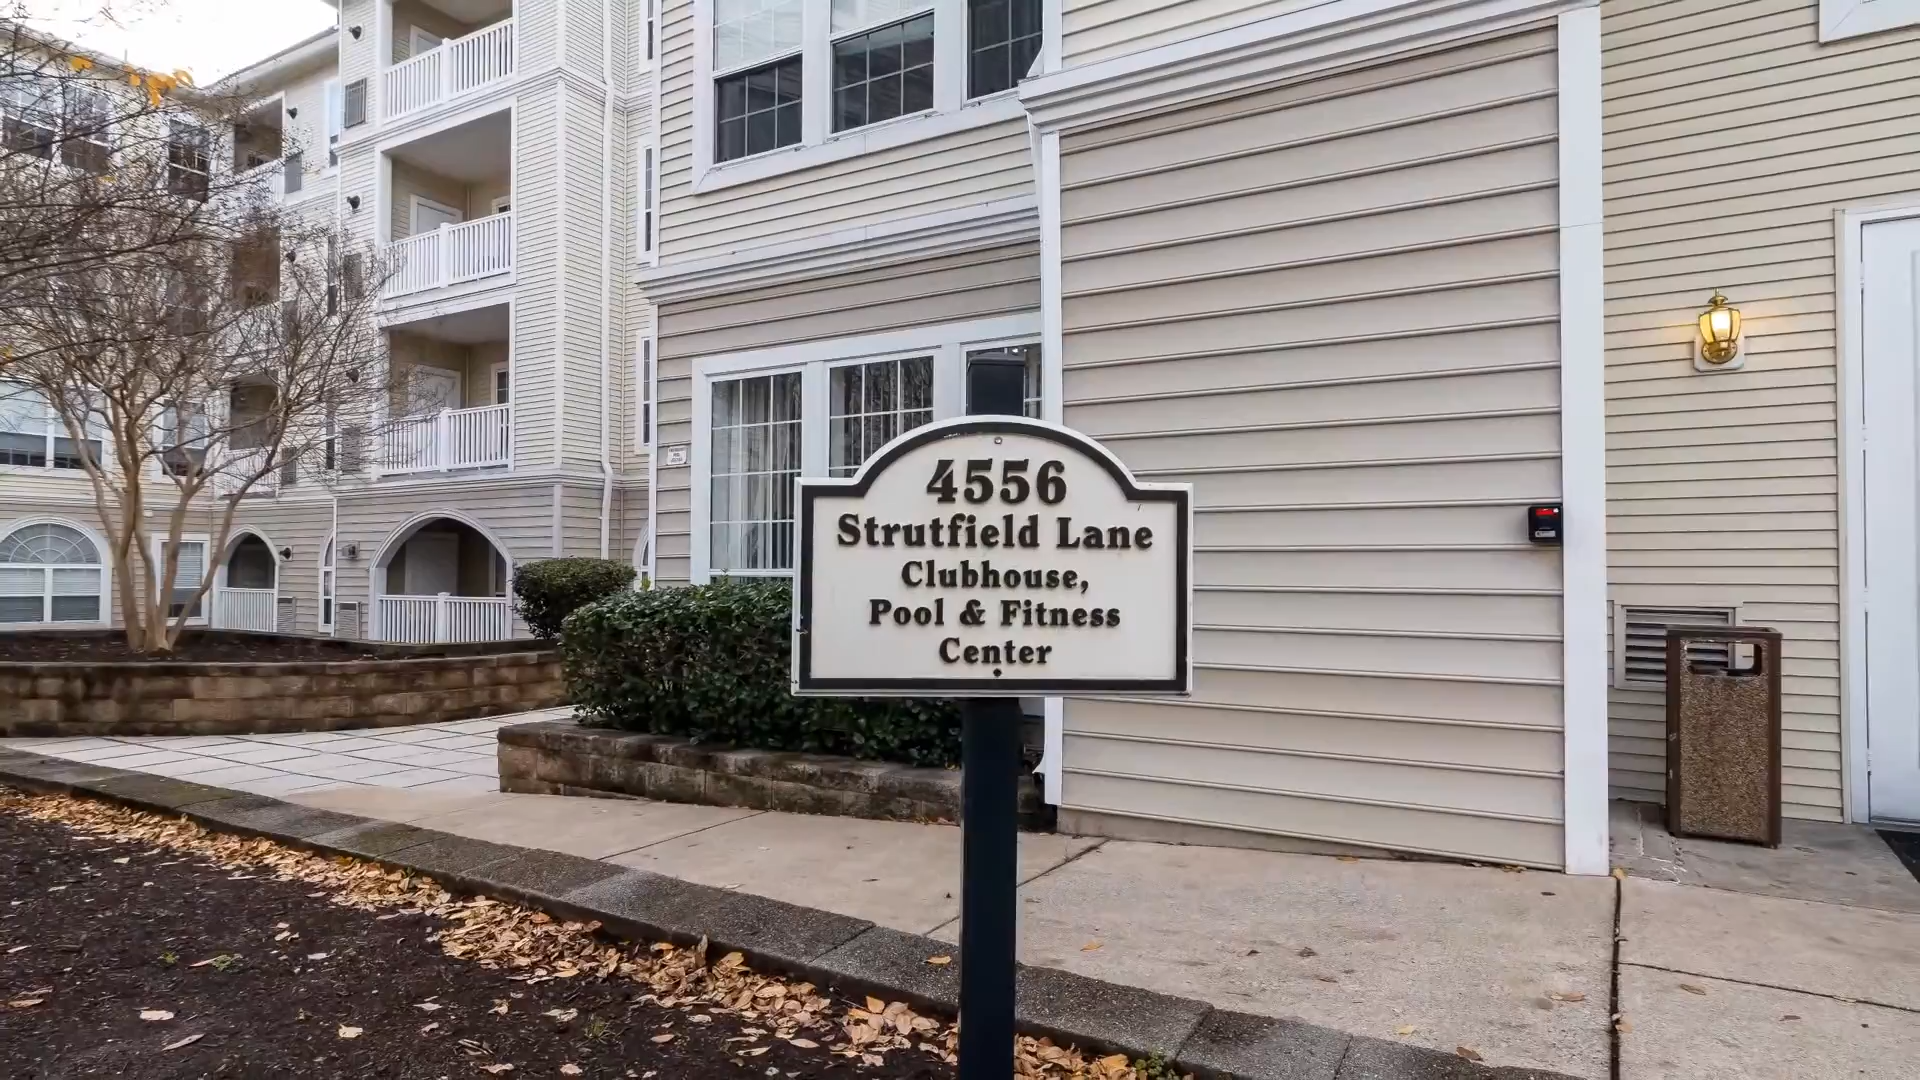 4556
Strutfield Lane
Clubhouse,
Pool & Fitness
Center